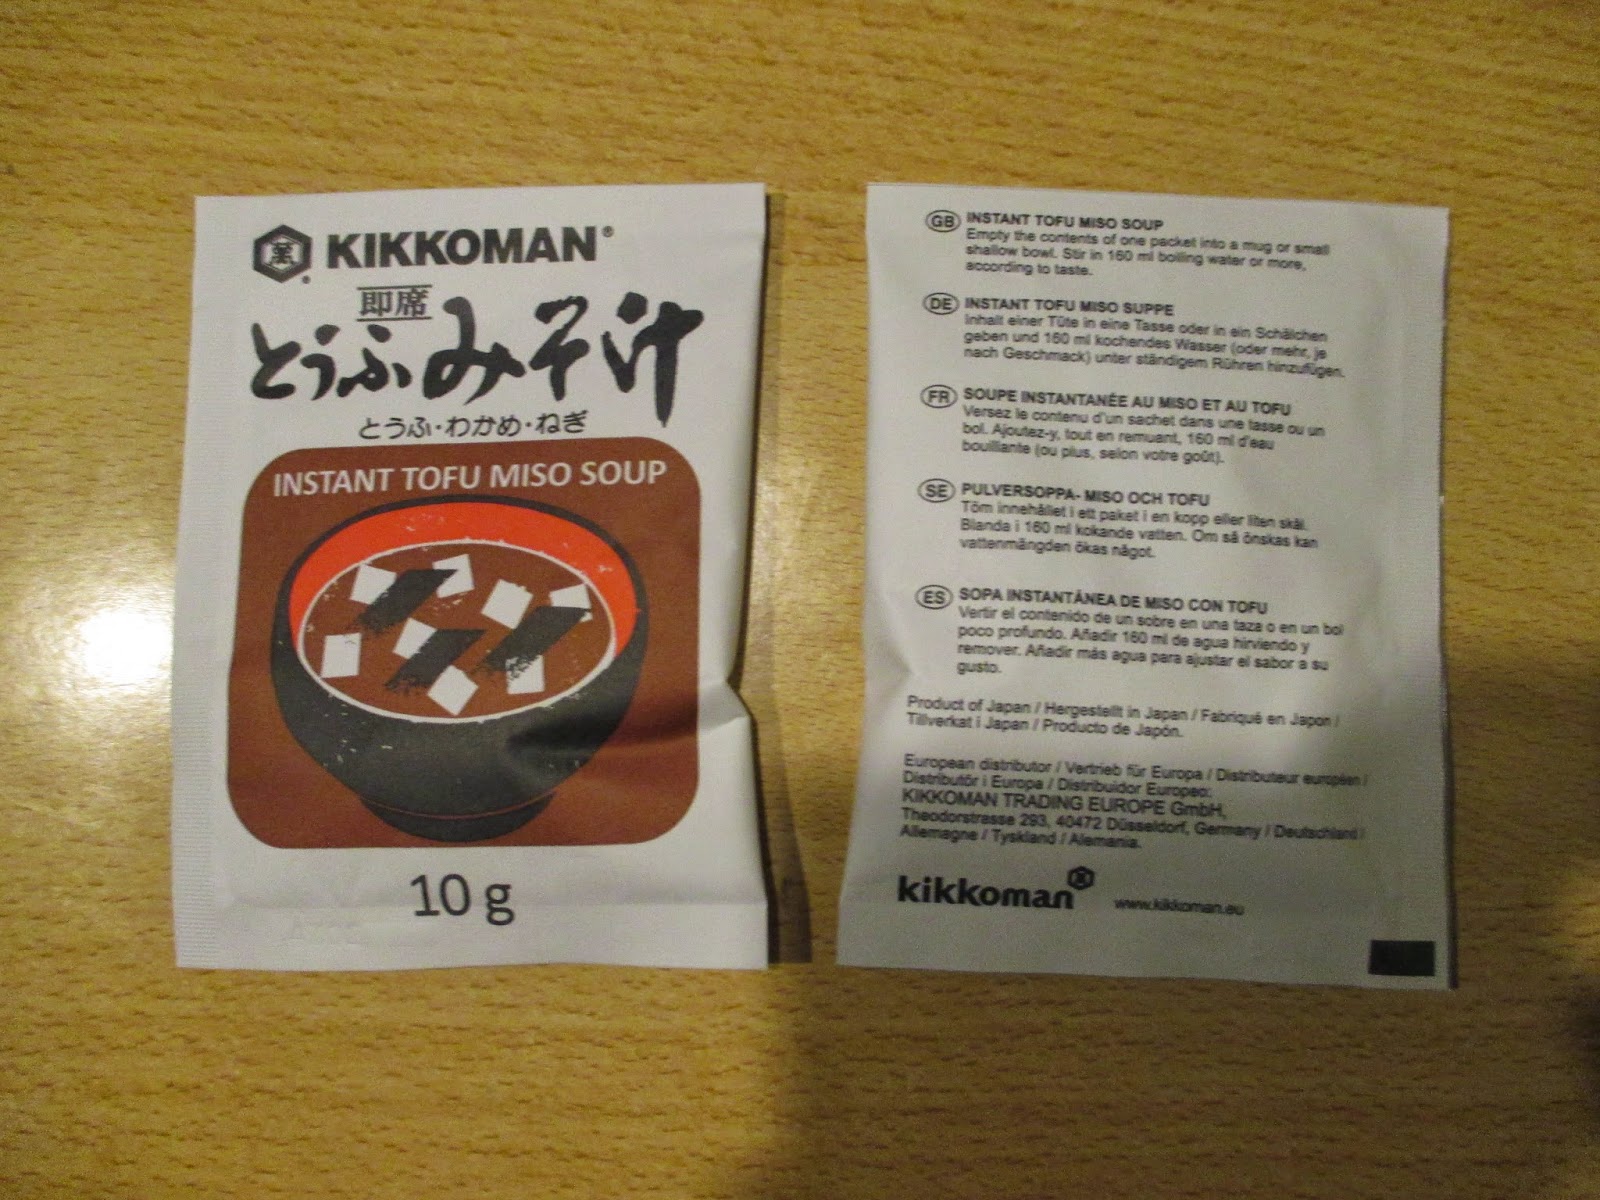 KIKKOMAN®
即席
とうふみそ汁
とうふ・わかめ・ねぎ
INSTANT TOFU MISO SOUP
10 g
GB INSTANT TOFU MISO SOUP
Empty the contents of one packet into a mug or small
shallow bowl. Stir in 160 ml boiling water or more,
according to taste.
DE INSTANT TOFU MISO SUPPE
Inhalt einer Tüte in eine Tasse oder in ein Schälchen
geben und 160 ml kochendes Wasser (oder mehr, je
nach Geschmack) unter ständigem Rühren hinzufügen.
FR SOUPE INSTANTANÉE AU MISO ET AU TOFU
Versez le contenu d'un sachet dans une tasse ou un
bol. Ajoutez-y, tout en remuant, 160 ml d'eau
bouillante (ou plus, selon votre goût).
SE PULVERSOPPA- MISO OCH TOFU
Töm innehållet i ett paket i en kopp eller liten skål.
Blanda i 160 ml kokande vatten. Om så önskas kan
vattenmängden ökas något.
ES SOPA INSTANTÁNEA DE MISO CON TOFU
Vertir el contenido de un sobre en una taza o en un bol
poco profundo. Añadir 160 ml de agua hirviendo y
remover. Añadir más agua para ajustar el sabor a su
gusto.
Product of Japan / Hergestellt in Japan / Fabriqué en Japon /
Tillverkat i Japan / Producto de Japón.
European distributor / Vertrieb für Europa / Distributeur européen /
Distributör i Europa / Distribuidor Europeo:
KIKKOMAN TRADING EUROPE GmbH,
Theodorstrasse 293, 40472 Düsseldorf, Germany / Deutschland /
Allemagne / Tyskland / Alemania.
kikkoman
www.kikkoman.eu